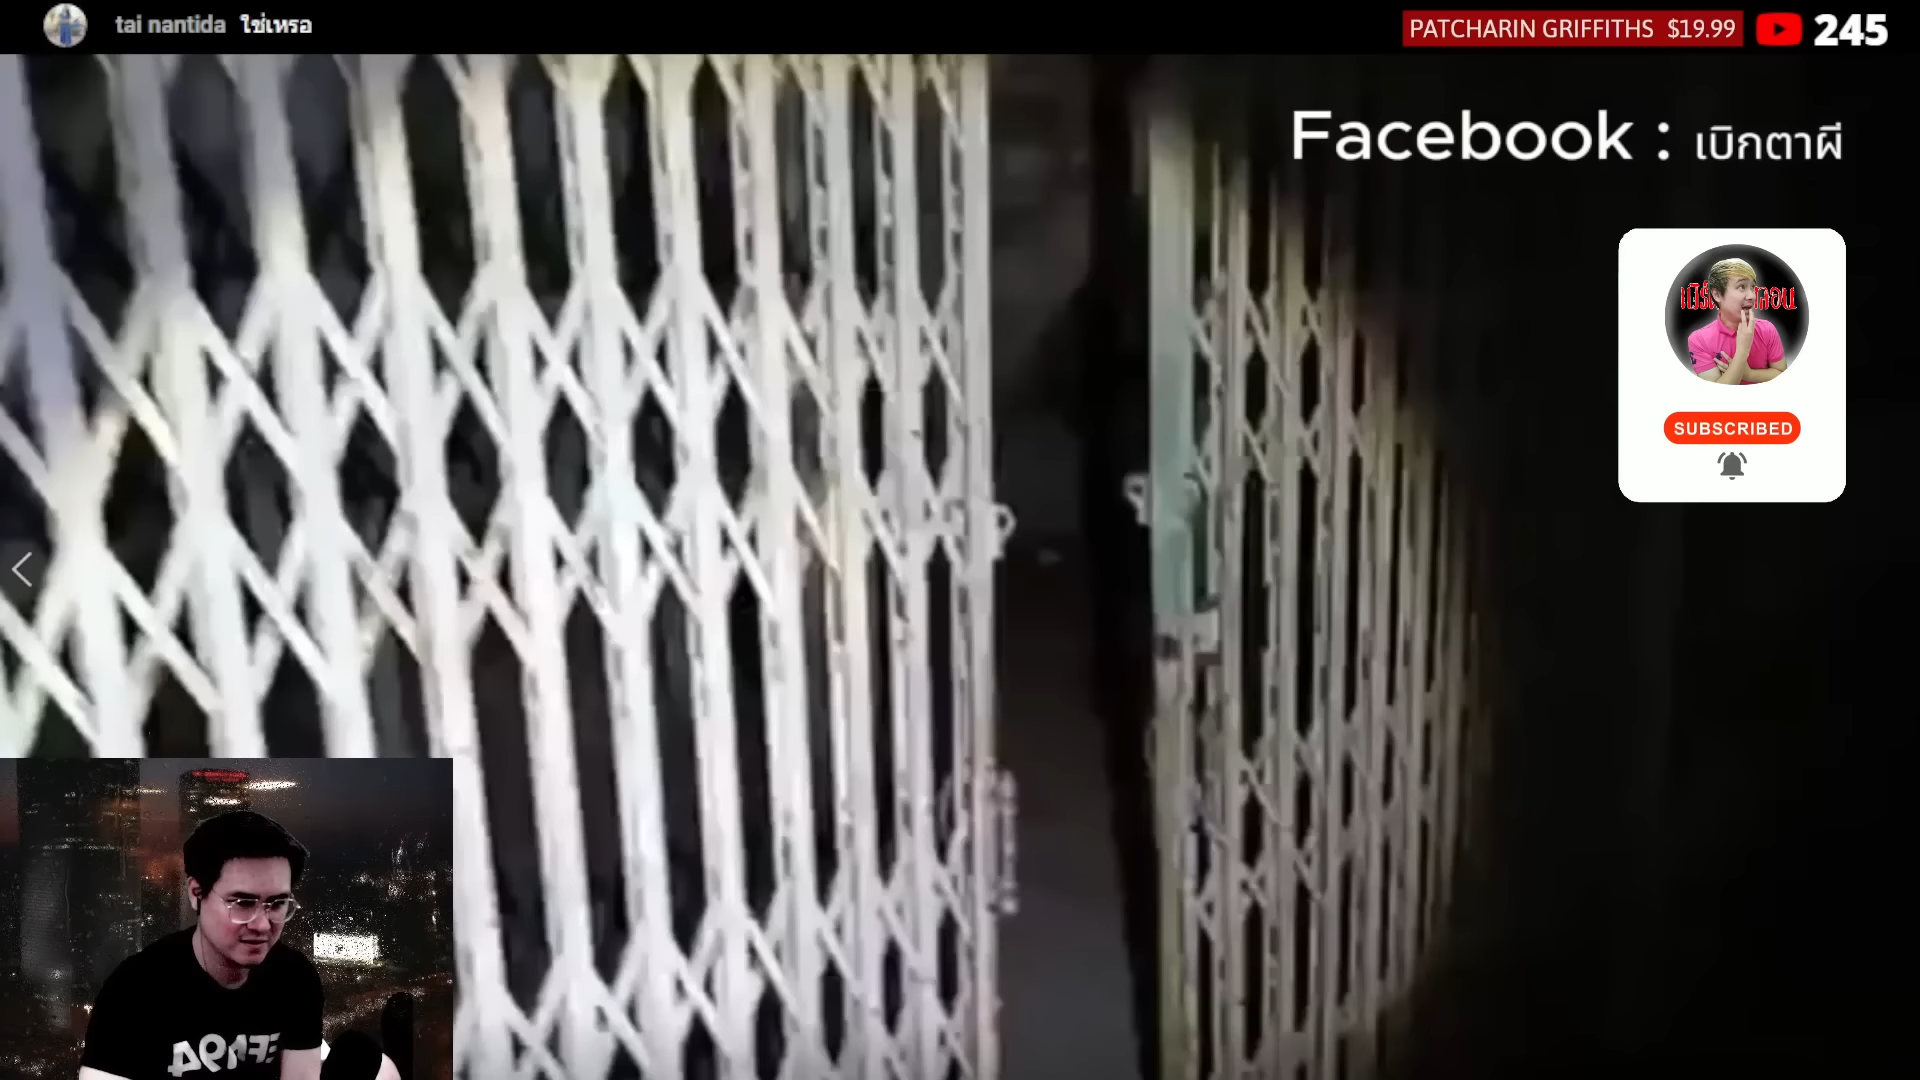 tai nantida ใช่เหรอ
PATCHARIN GRIFFITHS $19.99
245
Facebook : เบิกตาผี
SUBSCRIBED